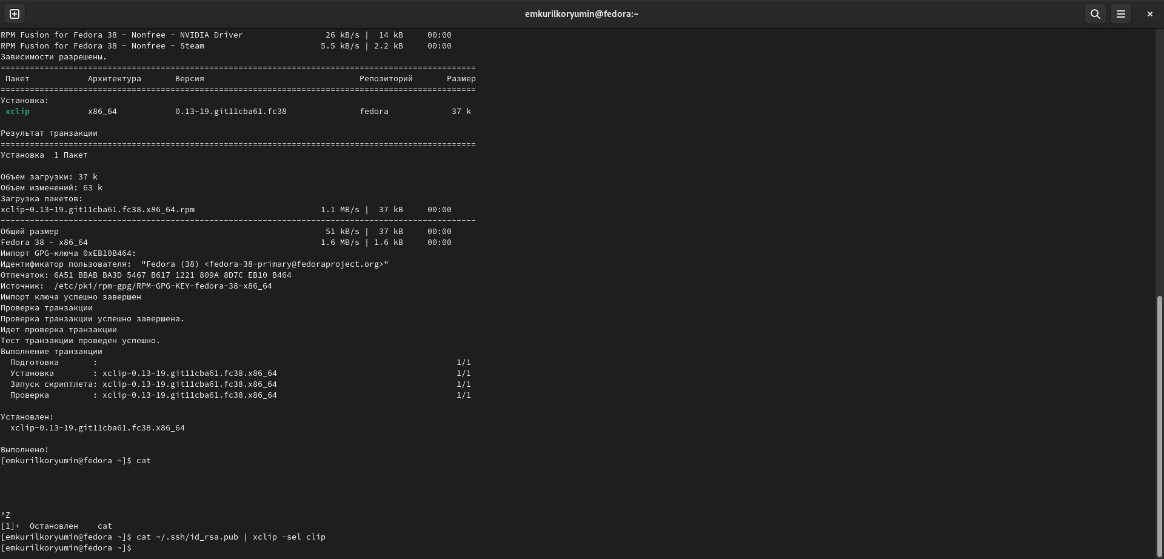 emkurilkoryumin@fedora:~
RPM Fusion for Fedora 38 - Nonfree - NVIDIA Driver 26 kB/s | 14 kB 00:00
RPM Fusion for Fedora 38 - Nonfree - Steam 5.5 kB/s | 2.2 kB 00:00
Зависимости разрешены.
================================================================================
Пакет Архитектура Версия Репозиторий Размер
================================================================================
Установка:
xclip x86_64 0.13-19.git11cba61.fc38 fedora 37 k
Результат транзакции
================================================================================
Установка 1 Пакет
Объем загрузки: 37 k
Объем изменений: 63 k
Загрузка пакетов:
xclip-0.13-19.git11cba61.fc38.x86_64.rpm 1.1 MB/s | 37 kB 00:00
--------------------------------------------------------------------------------
Общий размер 51 kB/s | 37 kB 00:00
Fedora 38 - x86_64 1.6 MB/s | 1.6 kB 00:00
Импорт GPG-ключа 0xEB10B464:
Идентификатор пользователя: "Fedora (38) <fedora-38-primary@fedoraproject.org>"
Отпечаток: 6A51 BBAB BA3D 5467 B617 1221 809A 8D7C EB10 B464
Источник: /etc/pki/rpm-gpg/RPM-GPG-KEY-fedora-38-x86_64
Импорт ключа успешно завершен
Проверка транзакции
Проверка транзакции успешно завершена.
Идет проверка транзакции
Тест транзакции проведен успешно.
Выполнение транзакции
Подготовка : 1/1
Установка : xclip-0.13-19.git11cba61.fc38.x86_64 1/1
Запуск скриптлета: xclip-0.13-19.git11cba61.fc38.x86_64 1/1
Проверка : xclip-0.13-19.git11cba61.fc38.x86_64 1/1
Установлен:
xclip-0.13-19.git11cba61.fc38.x86_64
Выполнено!
[emkurilkoryumin@fedora ~]$ cat
^Z
[1]+ Остановлен cat
[emkurilkoryumin@fedora ~]$ cat ~/.ssh/id_rsa.pub | xclip -sel clip
[emkurilkoryumin@fedora ~]$